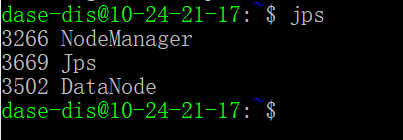 dase-dis@10-24-21-17:~$ jps
3266 NodeManager
3669 Jps
3502 DataNode
dase-dis@10-24-21-17:~$